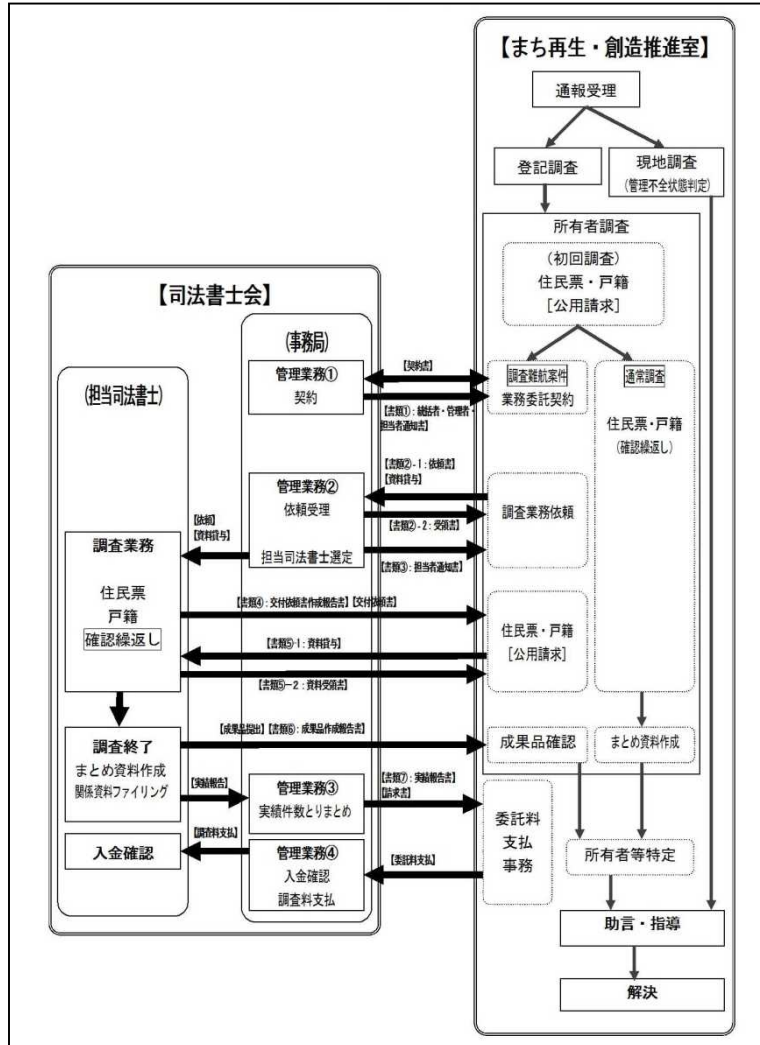 【まち再生・創造推進室】
通報受理
登記調査
現地調査
(管理不全状態判定)
所有者調査
(初回調査)
住民票・戸籍
[公用請求]
調査難航案件
業務委託契約
通常調査
住民票・戸籍
(確認繰返し)
調査業務依頼
住民票・戸籍
[公用請求]
成果品確認
まとめ資料作成
委託料
支払
事務
所有者等特定
助言・指導
解決
【司法書士会】
(事務局)
管理業務①
契約
管理業務②
依頼受理
担当司法書士選定
管理業務③
実績件数とりまとめ
管理業務④
入金確認
調査料支払
(担当司法書士)
調査業務
住民票
戸籍
確認繰返し
調査終了
まとめ資料作成
関係資料ファイリング
入金確認
【契約書】
【書類①:統括者・管理者・
担当者通知書】
【書類②-1:依頼書】
【資料貸与】
【書類②-2:受領書】
【書類③:担当者通知書】
【依頼】
【資料貸与】
【書類④:交付依頼書作成報告書】【交付依頼書】
【書類⑤-1:資料貸与】
【書類⑤-2:資料受領書】
【成果品提出】【書類⑥:成果品作成報告書】
【実績報告】
【書類⑦:実績報告書】
【請求書】
【調査料支払】
【委託料支払】